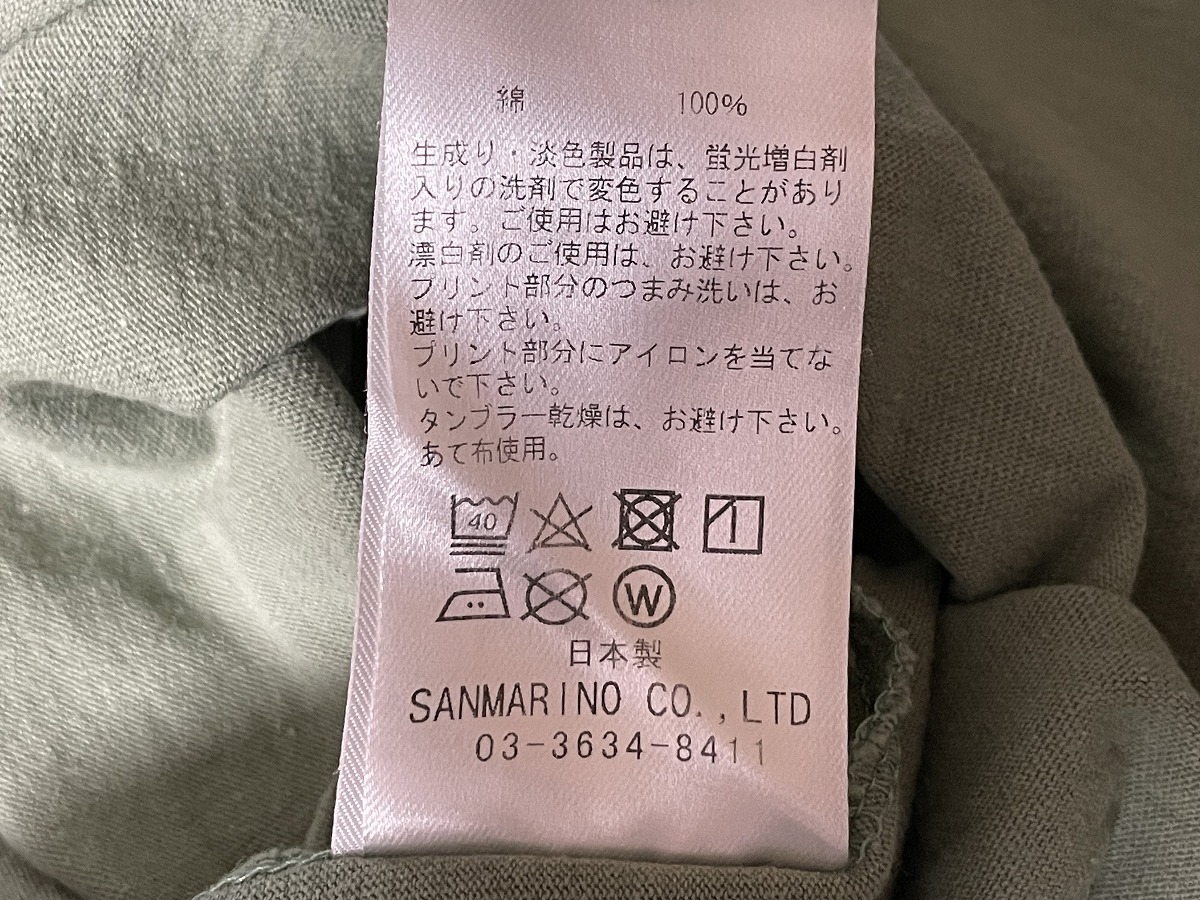 綿 100%
生成り・淡色製品は、蛍光増白剤
入りの洗剤で変色することがあり
ます。ご使用はお避け下さい。
漂白剤のご使用は、お避け下さい。
プリント部分のつまみ洗いは、お
避け下さい。
プリント部分にアイロンを当てな
いで下さい。
タンブラー乾燥は、お避け下さい。
あて布使用。
40
W
日本製
SANMARINO CO.,LTD
03-3634-8411